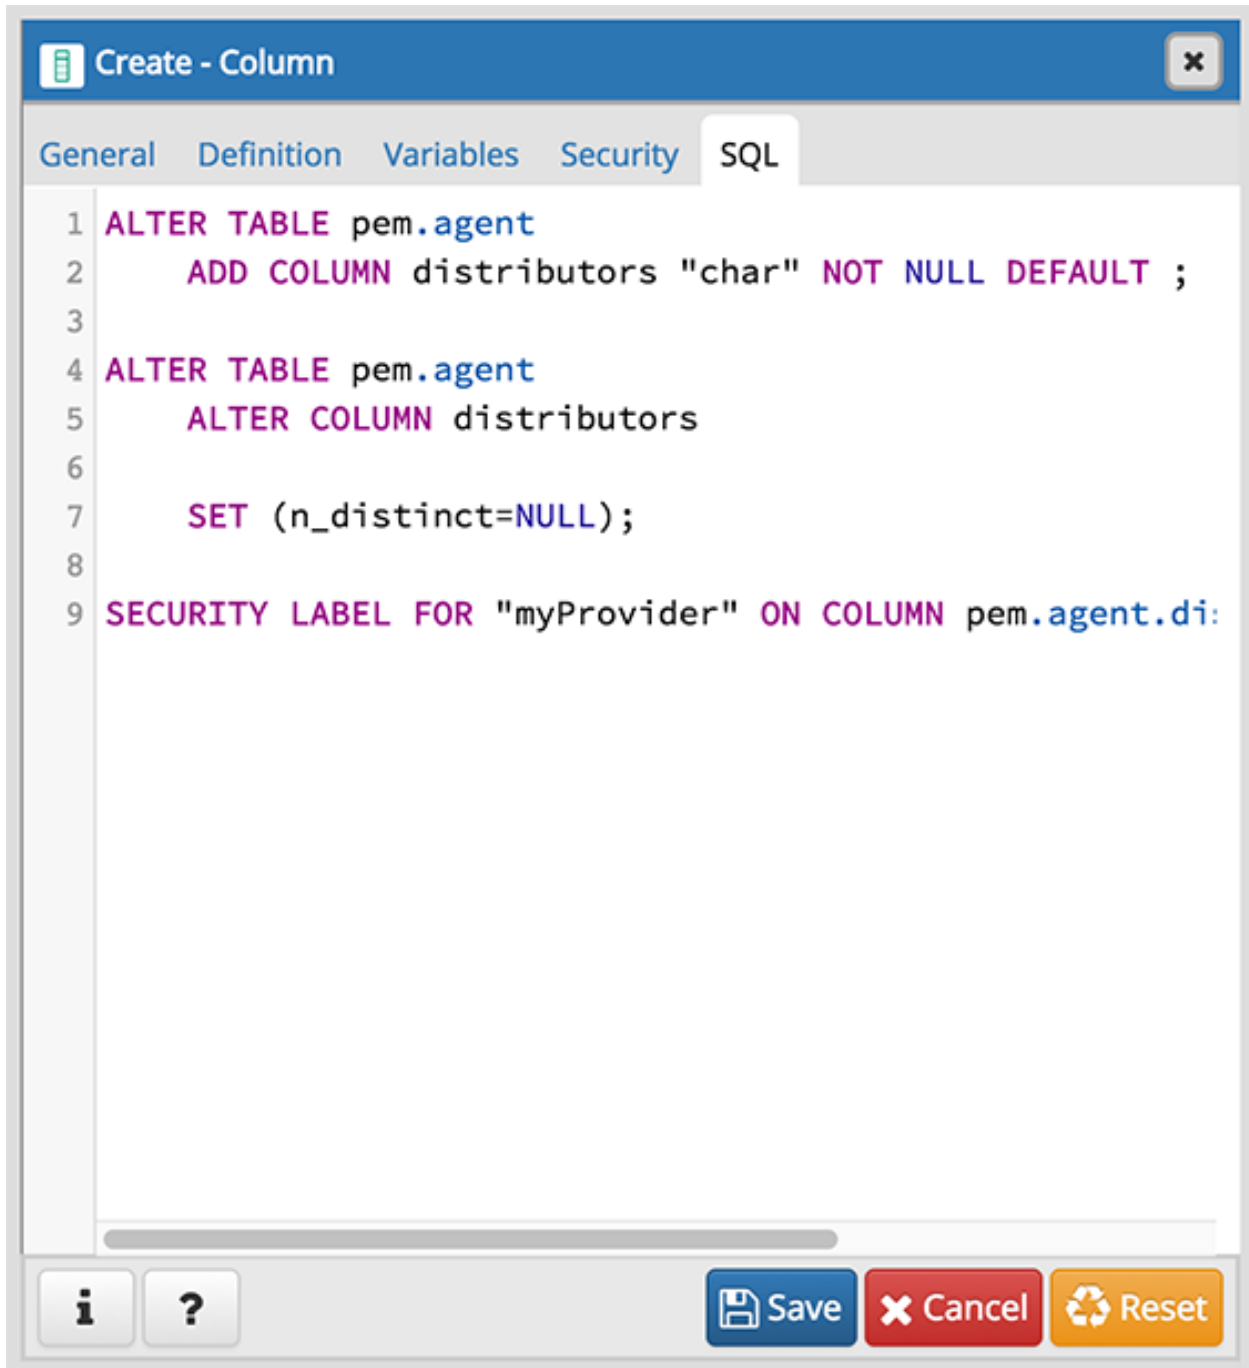 Create - Column
General Definition Variables Security SQL
1 ALTER TABLE pem.agent
2 ADD COLUMN distributors "char" NOT NULL DEFAULT ;
3
4 ALTER TABLE pem.agent
5 ALTER COLUMN distributors
6
7 SET (n_distinct=NULL);
8
9 SECURITY LABEL FOR "myProvider" ON COLUMN pem.agent.di
i ? Save Cancel Reset